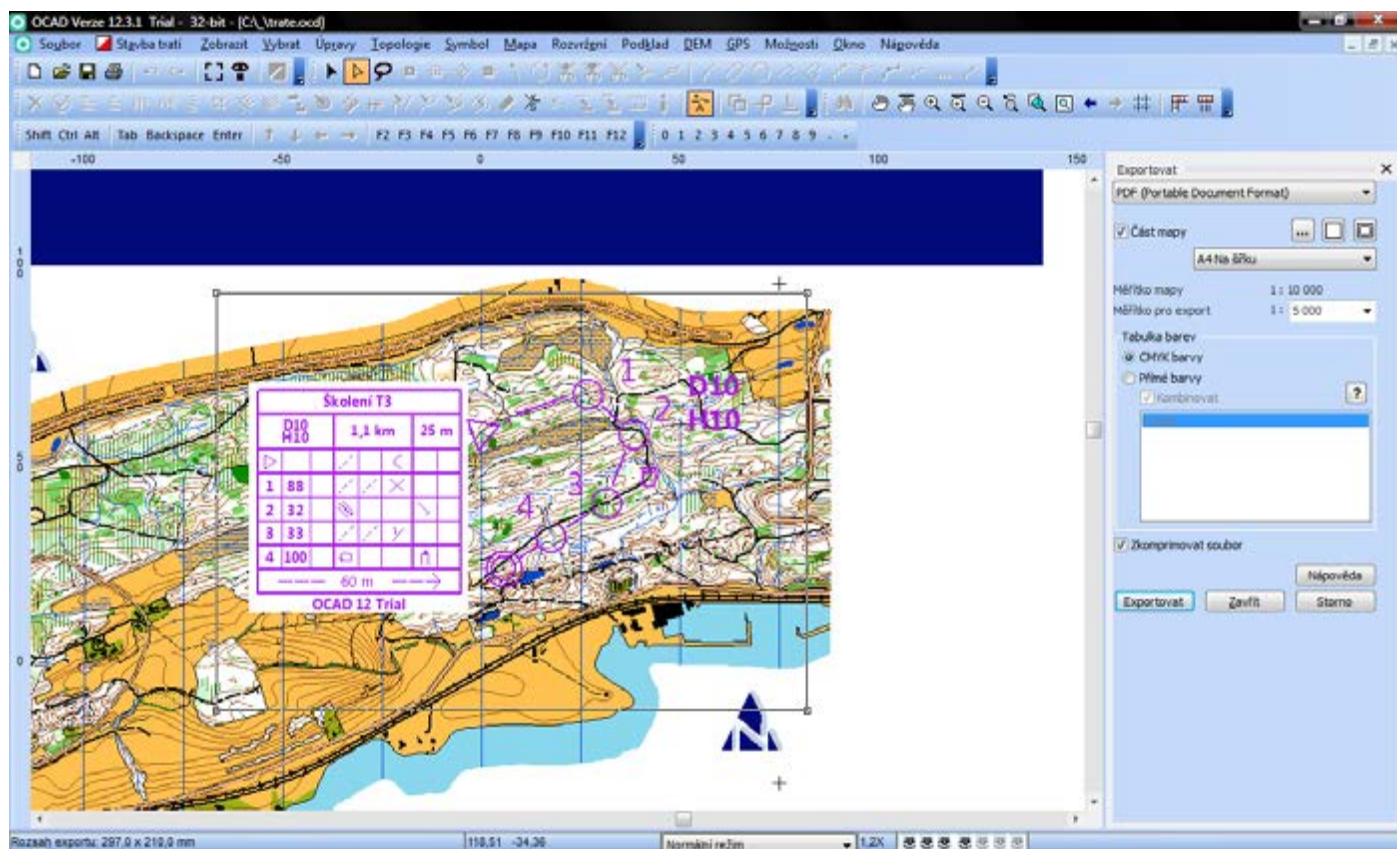 OCAD Verze 12.3.1 Trial - 32-bit - [C:\_\trate.ocd]
Soubor Stavba tratí Zobrazit Vybrat Úpravy Topologie Symbol Mapa Rozvržení Podklad DEM GPS Možnosti Okno Nápověda
Shift Ctrl Alt Tab Backspace Enter F2 F3 F4 F5 F6 F7 F8 F9 F10 F11 F12 0 1 2 3 4 5 6 7 8 9 . -
-100 -50 0 50 100 150
100
50
0
Školení T3
D10 H10 1,1 km 25 m
1 88
2 32
3 33
4 100
60 m
OCAD 12 Trial
1
2
3
4
D10
H10
Exportovat
PDF (Portable Document Format)
Část mapy ...
A4 Na šířku
Měřítko mapy 1 : 10 000
Měřítko pro export 1 : 5 000
Tabulka barev
CMYK barvy
Přímé barvy
Kombinovat ?
Zkomprimovat soubor
Nápověda
Exportovat Zavřít Storno
Rozsah exportu: 297,0 x 210,0 mm 118,51 -34,36 Normální režim 1,2X